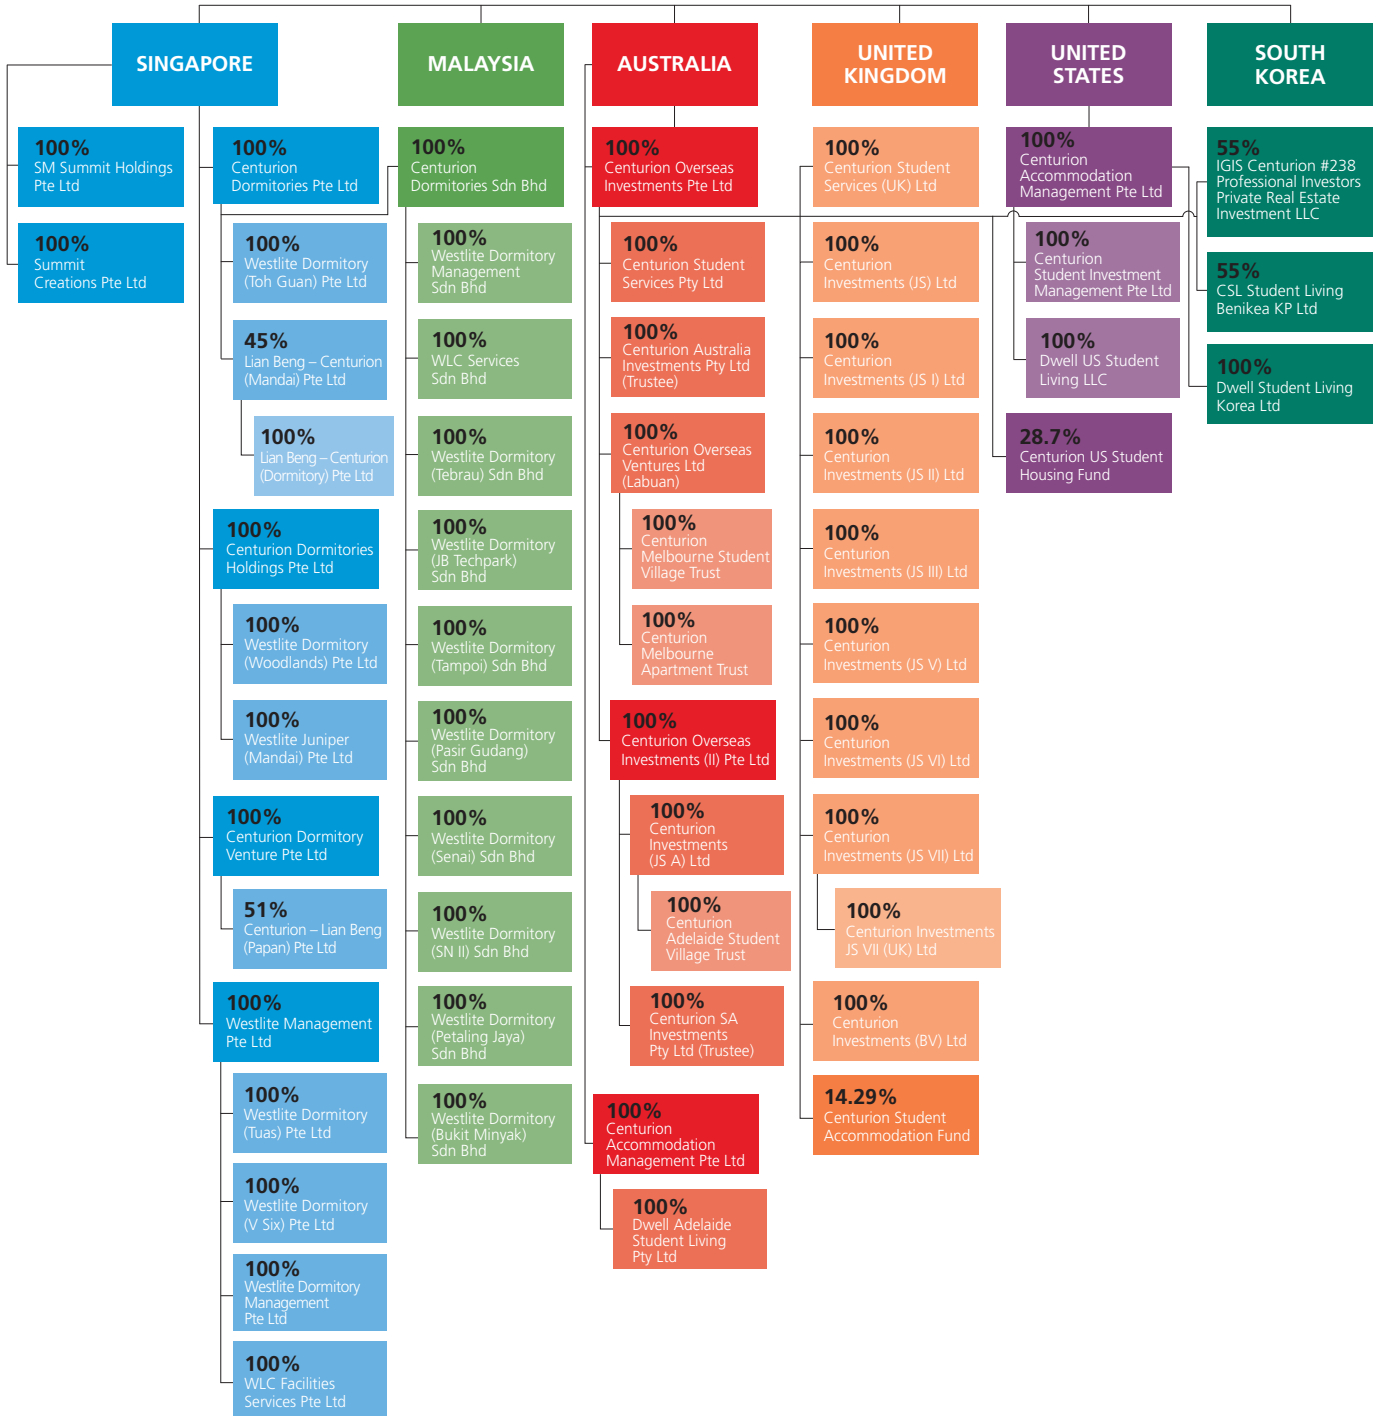 SINGAPORE
100%
SM Summit Holdings
Pte Ltd
100%
Summit
Creations Pte Ltd
100%
Centurion
Dormitories Pte Ltd
100%
Westlite Dormitory
(Toh Guan) Pte Ltd
45%
Lian Beng – Centurion
(Mandai) Pte Ltd
100%
Lian Beng – Centurion
(Dormitory) Pte Ltd
100%
Centurion Dormitories
Holdings Pte Ltd
100%
Westlite Dormitory
(Woodlands) Pte Ltd
100%
Westlite Juniper
(Mandai) Pte Ltd
100%
Centurion Dormitory
Venture Pte Ltd
51%
Centurion – Lian Beng
(Papan) Pte Ltd
100%
Westlite Management
Pte Ltd
100%
Westlite Dormitory
(Tuas) Pte Ltd
100%
Westlite Dormitory
(V Six) Pte Ltd
100%
Westlite Dormitory
Management
Pte Ltd
100%
WLC Facilities
Services Pte Ltd
MALAYSIA
100%
Centurion
Dormitories Sdn Bhd
100%
Westlite Dormitory
Management
Sdn Bhd
100%
WLC Services
Sdn Bhd
100%
Westlite Dormitory
(Tebrau) Sdn Bhd
100%
Westlite Dormitory
(JB Techpark)
Sdn Bhd
100%
Westlite Dormitory
(Tampoi) Sdn Bhd
100%
Westlite Dormitory
(Pasir Gudang)
Sdn Bhd
100%
Westlite Dormitory
(Senai) Sdn Bhd
100%
Westlite Dormitory
(SN II) Sdn Bhd
100%
Westlite Dormitory
(Petaling Jaya)
Sdn Bhd
100%
Westlite Dormitory
(Bukit Minyak)
Sdn Bhd
AUSTRALIA
100%
Centurion Overseas
Investments Pte Ltd
100%
Centurion Student
Services Pty Ltd
100%
Centurion Australia
Investments Pty Ltd
(Trustee)
100%
Centurion Overseas
Ventures Ltd
(Labuan)
100%
Centurion
Melbourne Student
Village Trust
100%
Centurion
Melbourne
Apartment Trust
100%
Centurion Overseas
Investments (II) Pte Ltd
100%
Centurion
Investments
(JS A) Ltd
100%
Centurion
Adelaide Student
Village Trust
100%
Centurion SA
Investments
Pty Ltd (Trustee)
100%
Centurion
Accommodation
Management Pte Ltd
100%
Dwell Adelaide
Student Living
Pty Ltd
UNITED
KINGDOM
100%
Centurion Student
Services (UK) Ltd
100%
Centurion
Investments (JS) Ltd
100%
Centurion
Investments (JS I) Ltd
100%
Centurion
Investments (JS II) Ltd
100%
Centurion
Investments (JS III) Ltd
100%
Centurion
Investments (JS V) Ltd
100%
Centurion
Investments (JS VI) Ltd
100%
Centurion
Investments (JS VII) Ltd
100%
Centurion Investments
JS VII (UK) Ltd
100%
Centurion
Investments (BV) Ltd
14.29%
Centurion Student
Accommodation Fund
UNITED
STATES
100%
Centurion
Accommodation
Management Pte Ltd
100%
Centurion
Student Investment
Management Pte Ltd
100%
Dwell US Student
Living LLC
28.7%
Centurion US Student
Housing Fund
SOUTH
KOREA
55%
IGIS Centurion #238
Professional Investors
Private Real Estate
Investment LLC
55%
CSL Student Living
Benikea KP Ltd
100%
Dwell Student Living
Korea Ltd